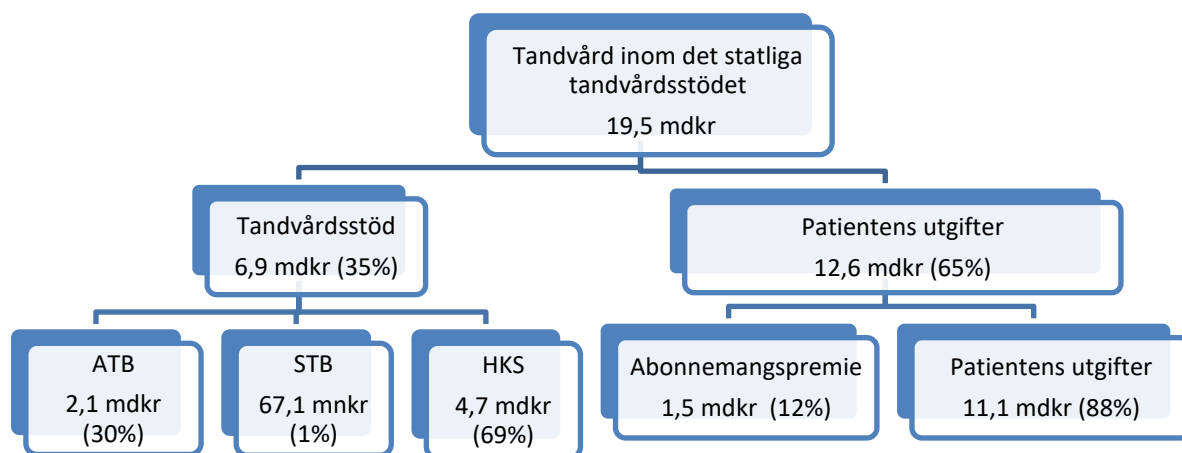 Tandvård inom det statliga
tandvårdsstödet
19,5 mdkr
Tandvårdsstöd
6,9 mdkr (35%)
Patientens utgifter
12,6 mdkr (65%)
ATB
2,1 mdkr
(30%)
STB
67,1 mnkr
(1%)
HKS
4,7 mdkr
(69%)
Abonnemangspremie
1,5 mdkr  (12%)
Patientens utgifter
11,1 mdkr (88%)